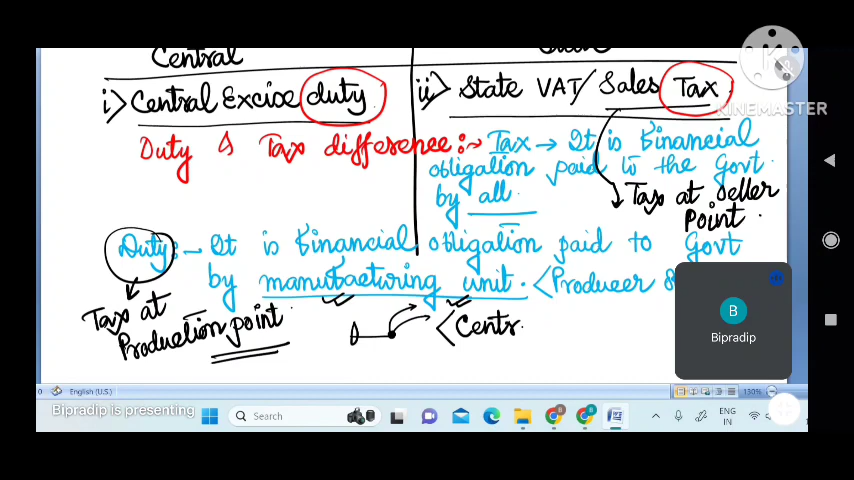 Central
i> Central Excise duty
ii> State VAT/ Sales Tax
KINEMASTER
Duty & Tax difference:~ Tax → It is Financial
obligation paid to the Govt.
by all.
Tax at Seller
Point.
Duty:- It is Financial obligation paid to Govt
by manufacturing unit. <Producer
Tax at
Production point
<Centr.
B
Bipradip
English (U.S.)
130%
Bipradip is presenting
Search
ENG
IN